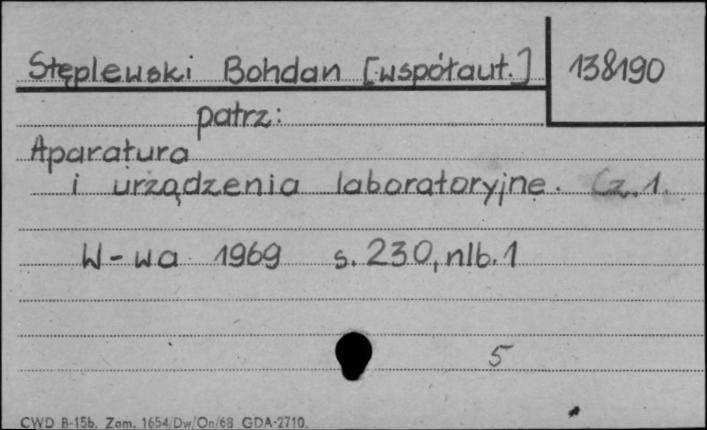 Stęplewski Bohdan [współaut.] 138190
patrz:
Aparatura
i urządzenia laboratoryjne. Cz. 1.
W-wa 1969 s. 230, nlb. 1
5
CWD B-15b. Zam. 1654/Dw/On/68 GDA-2710.